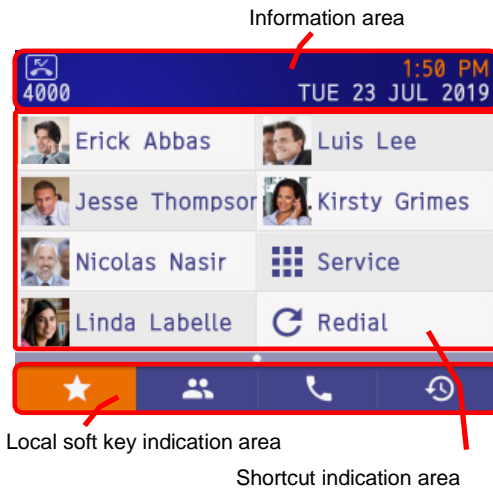 Information area
1:50 PM
4000 TUE 23 JUL 2019
Erick Abbas Luis Lee
Jesse Thompson Kirsty Grimes
Nicolas Nasir Service
Linda Labelle Redial
Local soft key indication area
Shortcut indication area